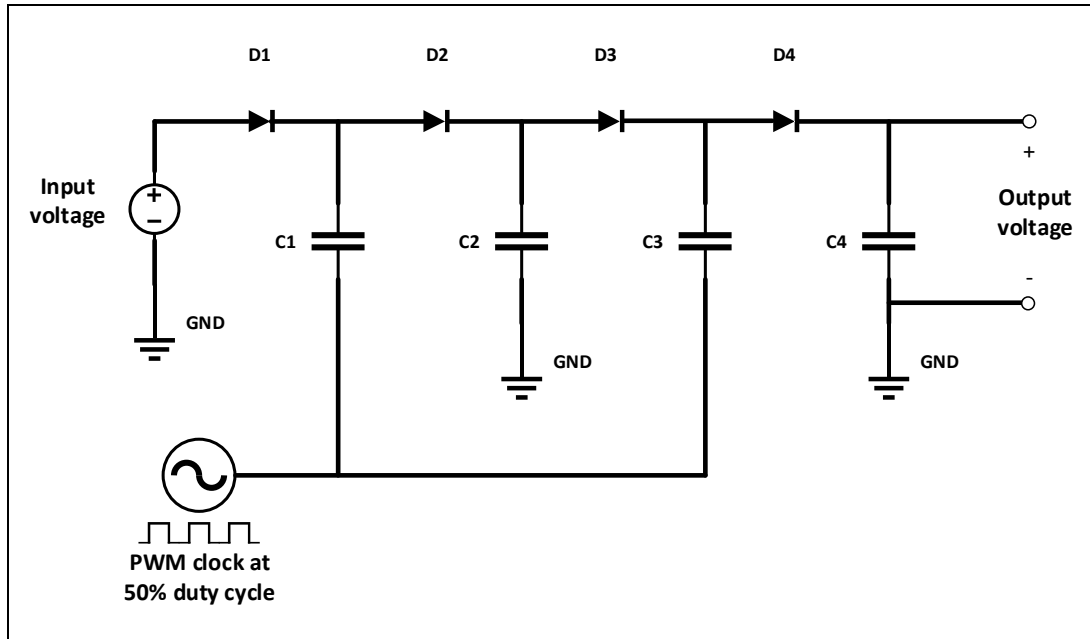 D1
D2
D3
D4
Input
voltage
+
−
C1
C2
C3
C4
+
Output
voltage
-
GND
GND
GND
PWM clock at
50% duty cycle